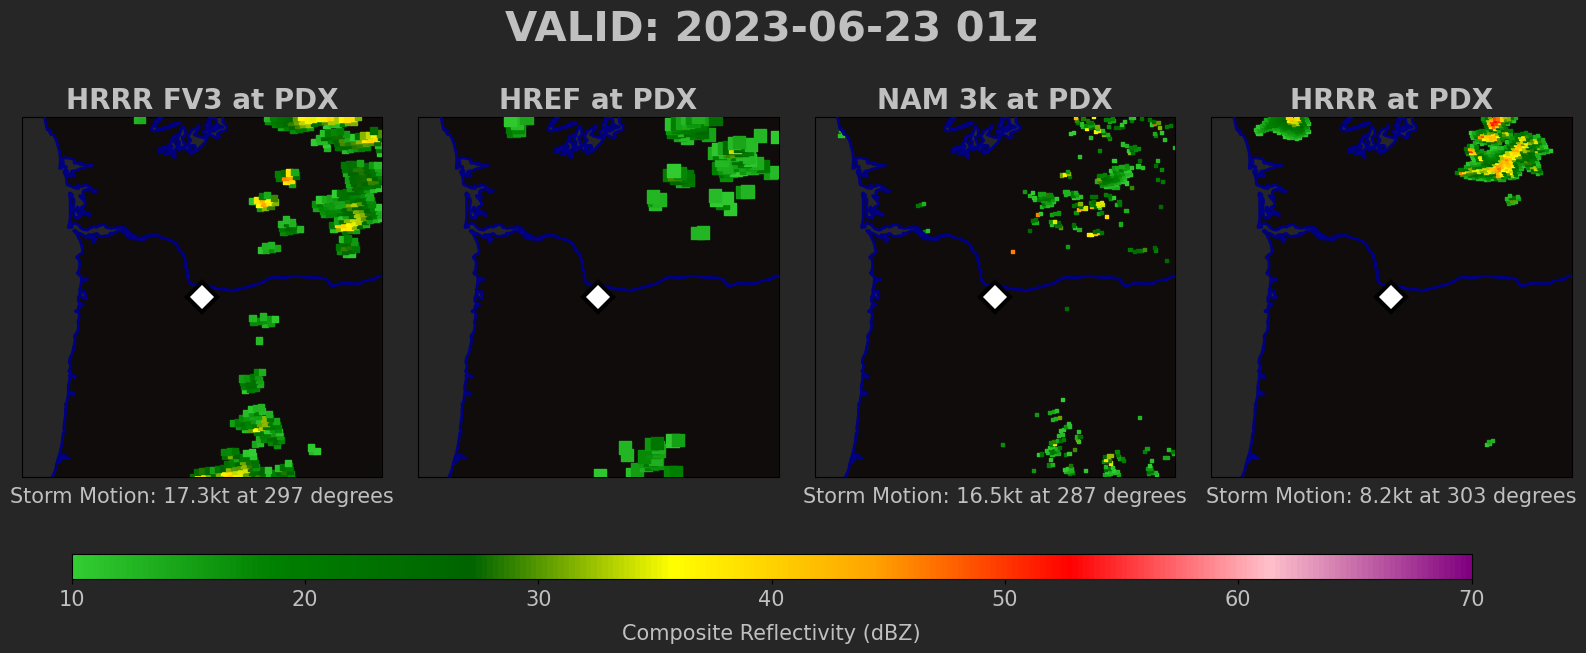 VALID: 2023-06-23 01z
HRRR FV3 at PDX
HREF at PDX
NAM 3k at PDX
HRRR at PDX
Storm Motion: 17.3kt at 297 degrees
Storm Motion: 16.5kt at 287 degrees
Storm Motion: 8.2kt at 303 degrees
10 20 30 40 50 60 70
Composite Reflectivity (dBZ)